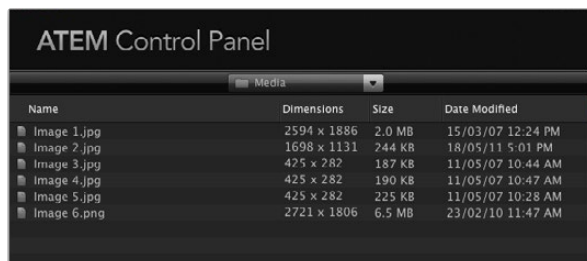 ATEM Control Panel
Media
Name Dimensions Size Date Modified
Image 1.jpg 2594 x 1886 2.0 MB 15/03/07 12:24 PM
Image 2.jpg 1698 x 1131 244 KB 18/05/11 5:01 PM
Image 3.jpg 425 x 282 187 KB 11/05/07 10:44 AM
Image 4.jpg 425 x 282 190 KB 11/05/07 10:47 AM
Image 5.jpg 425 x 282 225 KB 11/05/07 10:28 AM
Image 6.png 2721 x 1806 6.5 MB 23/02/10 11:47 AM